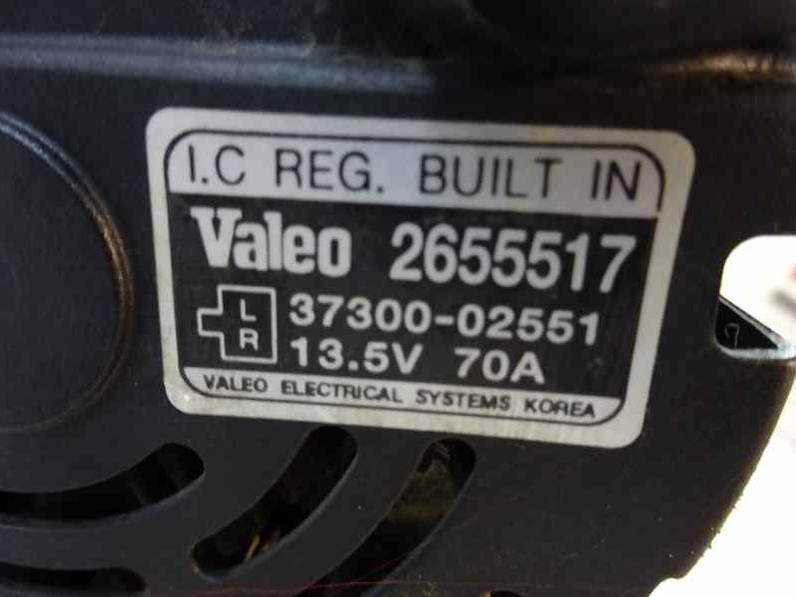 I.C REG. BUILT IN
Valeo 2655517
L 37300-02551
R 13.5V 70A
VALEO ELECTRICAL SYSTEMS KOREA